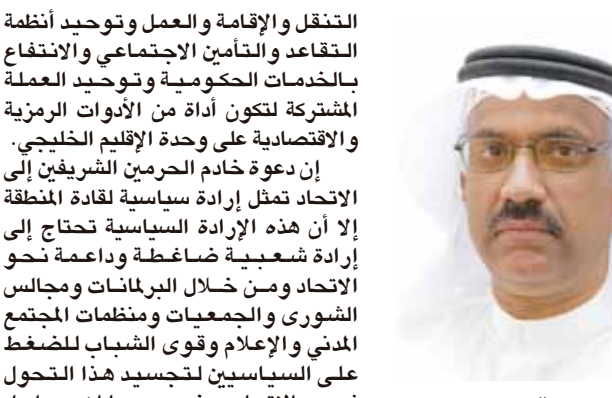 التنقل والإقامة والعمل وتوحيد أنظمة
التقاعد والتأمين الاجتماعي والانتفاع
بالخدمات الحكومية وتوحيد العملة
المشتركة لتكون أداة من الأدوات الرمزية
والاقتصادية على وحدة الإقليم الخليجي.
إن دعوة خادم الحرمين الشريفين إلى
الاتحاد تمثل إرادة سياسية لقادة المنطقة
إلا أن هذه الإرادة السياسية تحتاج إلى
إرادة شعبية ضاغطة وداعمة نحو
الاتحاد ومن خلال البرلمانات ومجالس
الشورى والجمعيات ومنظمات المجتمع
المدني والإعلام وقوى الشباب للضغط
على السياسيين لتجسيد هذا التحول